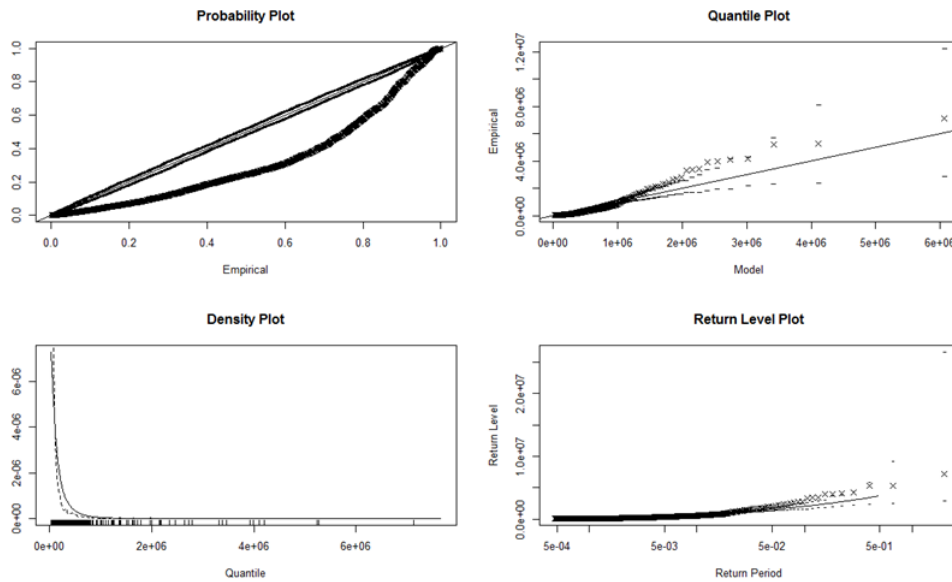 Probability Plot
0.0 0.2 0.4 0.6 0.8 1.0
0.0 0.2 0.4 0.6 0.8 1.0
Empirical
Quantile Plot
Empirical
0.0e+00 4.0e+06 8.0e+06 1.2e+07
0e+00 1e+06 2e+06 3e+06 4e+06 5e+06 6e+06
Model
Density Plot
0e+00 2e-06 4e-06 6e-06
0e+00 2e+06 4e+06 6e+06
Quantile
Return Level Plot
Return Level
0.0e+00 1.0e+07 2.0e+07
5e-04 5e-03 5e-02 5e-01
Return Period